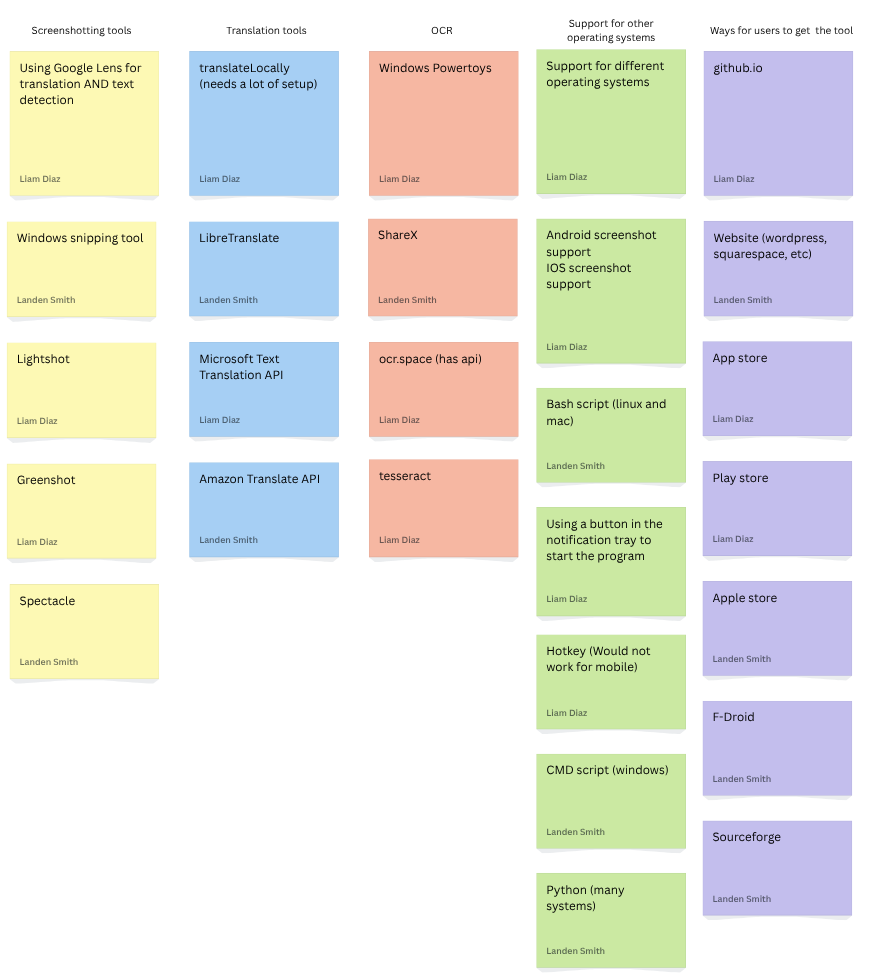 Screenshotting tools
Using Google Lens for
translation AND text
detection
Liam Diaz
Windows snipping tool
Landen Smith
Lightshot
Liam Diaz
Greenshot
Liam Diaz
Spectacle
Landen Smith
Translation tools
translateLocally
(needs a lot of setup)
Liam Diaz
LibreTranslate
Landen Smith
Microsoft Text
Translation API
Liam Diaz
Amazon Translate API
Landen Smith
OCR
Windows Powertoys
Liam Diaz
ShareX
Landen Smith
ocr.space (has api)
Liam Diaz
tesseract
Liam Diaz
Support for other
operating systems
Support for different
operating systems
Liam Diaz
Android screenshot
support
IOS screenshot
support
Liam Diaz
Bash script (linux and
mac)
Landen Smith
Using a button in the
notification tray to
start the program
Liam Diaz
Hotkey (Would not
work for mobile)
Liam Diaz
CMD script (windows)
Landen Smith
Python (many
systems)
Landen Smith
Ways for users to get the tool
github.io
Liam Diaz
Website (wordpress,
squarespace, etc)
Landen Smith
App store
Liam Diaz
Play store
Liam Diaz
Apple store
Landen Smith
F-Droid
Landen Smith
Sourceforge
Landen Smith